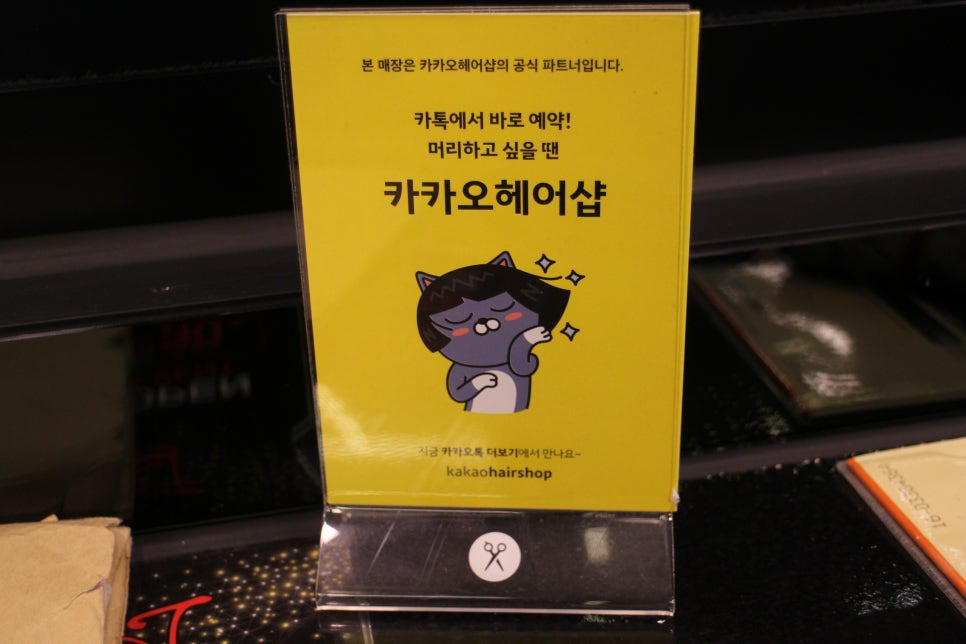 본 매장은 카카오헤어샵의 공식 파트너입니다.
카톡에서 바로 예약!
머리하고 싶을 땐
카카오헤어샵
지금 카카오톡 더보기에서 만나요~
kakaohairshop